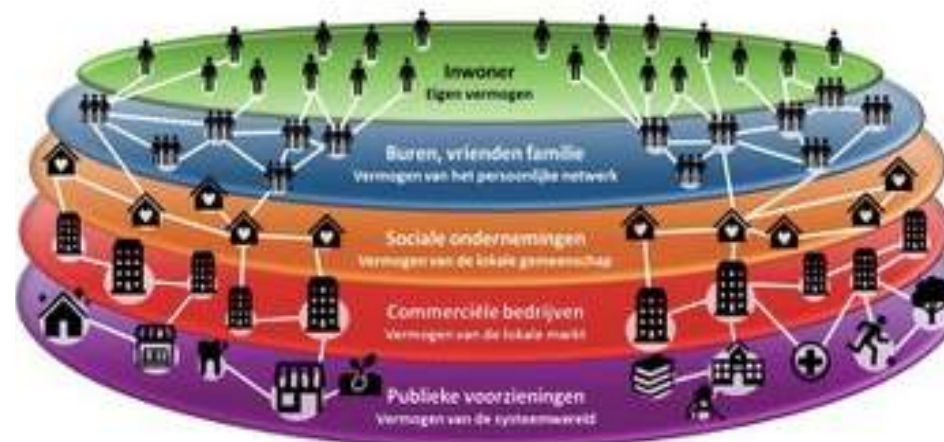 Inwoner
Eigen vermogen
Buren, vrienden familie
Vermogen van het persoonlijke netwerk
Sociale ondernemingen
Vermogen van de lokale gemeenschap
Commerciële bedrijven
Vermogen van de lokale markt
Publieke voorzieningen
Vermogen van de systeemwereld